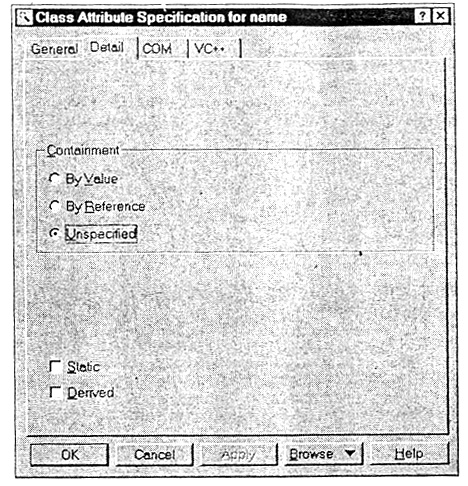 Class Attribute Specification for name
General Detail COM VC++
Containment
By Value
By Reference
Unspecified
Static
Derived
OK Cancel Apply Browse Help